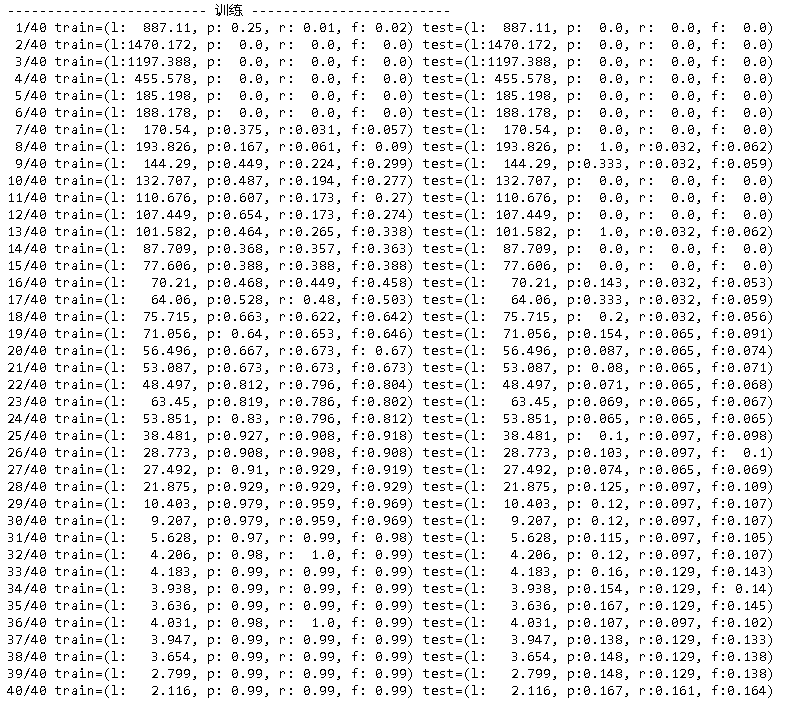 ------------------------- 训练 -------------------------
 1/40 train=(l:  887.11, p: 0.25, r: 0.01, f: 0.02) test=(l:  887.11, p:  0.0, r:  0.0, f:  0.0)
 2/40 train=(l:1470.172, p:  0.0, r:  0.0, f:  0.0) test=(l:1470.172, p:  0.0, r:  0.0, f:  0.0)
 3/40 train=(l:1197.388, p:  0.0, r:  0.0, f:  0.0) test=(l:1197.388, p:  0.0, r:  0.0, f:  0.0)
 4/40 train=(l: 455.578, p:  0.0, r:  0.0, f:  0.0) test=(l: 455.578, p:  0.0, r:  0.0, f:  0.0)
 5/40 train=(l: 185.198, p:  0.0, r:  0.0, f:  0.0) test=(l: 185.198, p:  0.0, r:  0.0, f:  0.0)
 6/40 train=(l: 188.178, p:  0.0, r:  0.0, f:  0.0) test=(l: 188.178, p:  0.0, r:  0.0, f:  0.0)
 7/40 train=(l:  170.54, p:0.375, r:0.031, f:0.057) test=(l:  170.54, p:  0.0, r:  0.0, f:  0.0)
 8/40 train=(l: 193.826, p:0.167, r:0.061, f: 0.09) test=(l: 193.826, p:  1.0, r:0.032, f:0.062)
 9/40 train=(l:  144.29, p:0.449, r:0.224, f:0.299) test=(l:  144.29, p:0.333, r:0.032, f:0.059)
10/40 train=(l: 132.707, p:0.487, r:0.194, f:0.277) test=(l: 132.707, p:  0.0, r:  0.0, f:  0.0)
11/40 train=(l: 110.676, p:0.607, r:0.173, f: 0.27) test=(l: 110.676, p:  0.0, r:  0.0, f:  0.0)
12/40 train=(l: 107.449, p:0.654, r:0.173, f:0.274) test=(l: 107.449, p:  0.0, r:  0.0, f:  0.0)
13/40 train=(l: 101.582, p:0.464, r:0.265, f:0.338) test=(l: 101.582, p:  1.0, r:0.032, f:0.062)
14/40 train=(l:  87.709, p:0.368, r:0.357, f:0.363) test=(l:  87.709, p:  0.0, r:  0.0, f:  0.0)
15/40 train=(l:  77.606, p:0.388, r:0.388, f:0.388) test=(l:  77.606, p:  0.0, r:  0.0, f:  0.0)
16/40 train=(l:   70.21, p:0.468, r:0.449, f:0.458) test=(l:   70.21, p:0.143, r:0.032, f:0.053)
17/40 train=(l:   64.06, p:0.528, r: 0.48, f:0.503) test=(l:   64.06, p:0.333, r:0.032, f:0.059)
18/40 train=(l:  75.715, p:0.663, r:0.622, f:0.642) test=(l:  75.715, p:  0.2, r:0.032, f:0.056)
19/40 train=(l:  71.056, p: 0.64, r:0.653, f:0.646) test=(l:  71.056, p:0.154, r:0.065, f:0.091)
20/40 train=(l:  56.496, p:0.667, r:0.673, f: 0.67) test=(l:  56.496, p:0.087, r:0.065, f:0.074)
21/40 train=(l:  53.087, p:0.673, r:0.673, f:0.673) test=(l:  53.087, p: 0.08, r:0.065, f:0.071)
22/40 train=(l:  48.497, p:0.812, r:0.796, f:0.804) test=(l:  48.497, p:0.071, r:0.065, f:0.068)
23/40 train=(l:   63.45, p:0.819, r:0.786, f:0.802) test=(l:   63.45, p:0.069, r:0.065, f:0.067)
24/40 train=(l:  53.851, p: 0.83, r:0.796, f:0.812) test=(l:  53.851, p:0.065, r:0.065, f:0.065)
25/40 train=(l:  38.481, p:0.927, r:0.908, f:0.918) test=(l:  38.481, p:  0.1, r:0.097, f:0.098)
26/40 train=(l:  28.773, p:0.908, r:0.908, f:0.908) test=(l:  28.773, p:0.103, r:0.097, f:  0.1)
27/40 train=(l:  27.492, p: 0.91, r:0.929, f:0.919) test=(l:  27.492, p:0.074, r:0.065, f:0.069)
28/40 train=(l:  21.875, p:0.929, r:0.929, f:0.929) test=(l:  21.875, p:0.125, r:0.097, f:0.109)
29/40 train=(l:  10.403, p:0.979, r:0.959, f:0.969) test=(l:  10.403, p: 0.12, r:0.097, f:0.107)
30/40 train=(l:   9.207, p:0.979, r:0.959, f:0.969) test=(l:   9.207, p: 0.12, r:0.097, f:0.107)
31/40 train=(l:   5.628, p: 0.97, r: 0.99, f: 0.98) test=(l:   5.628, p:0.115, r:0.097, f:0.105)
32/40 train=(l:   4.206, p: 0.98, r:  1.0, f: 0.99) test=(l:   4.206, p: 0.12, r:0.097, f:0.107)
33/40 train=(l:   4.183, p: 0.99, r: 0.99, f: 0.99) test=(l:   4.183, p: 0.16, r:0.129, f:0.143)
34/40 train=(l:   3.938, p: 0.99, r: 0.99, f: 0.99) test=(l:   3.938, p:0.154, r:0.129, f: 0.14)
35/40 train=(l:   3.636, p: 0.99, r: 0.99, f: 0.99) test=(l:   3.636, p:0.167, r:0.129, f:0.145)
36/40 train=(l:   4.031, p: 0.98, r:  1.0, f: 0.99) test=(l:   4.031, p:0.107, r:0.097, f:0.102)
37/40 train=(l:   3.947, p: 0.99, r: 0.99, f: 0.99) test=(l:   3.947, p:0.138, r:0.129, f:0.133)
38/40 train=(l:   3.654, p: 0.99, r: 0.99, f: 0.99) test=(l:   3.654, p:0.148, r:0.129, f:0.138)
39/40 train=(l:   2.799, p: 0.99, r: 0.99, f: 0.99) test=(l:   2.799, p:0.148, r:0.129, f:0.138)
40/40 train=(l:   2.116, p: 0.99, r: 0.99, f: 0.99) test=(l:   2.116, p:0.167, r:0.161, f:0.164)